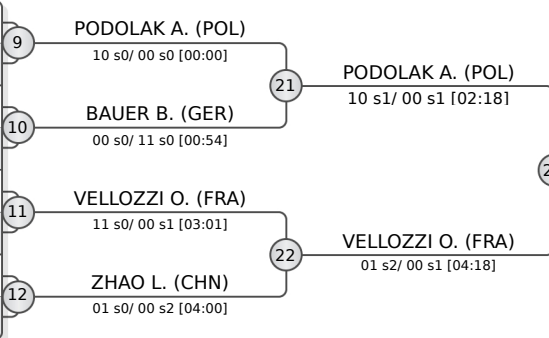 PODOLAK A. (POL)
9
10 s0/ 00 s0 [00:00]
21
PODOLAK A. (POL)
10 s1/ 00 s1 [02:18]
BAUER B. (GER)
10
00 s0/ 11 s0 [00:54]
VELLOZZI O. (FRA)
11
11 s0/ 00 s1 [03:01]
22
VELLOZZI O. (FRA)
01 s2/ 00 s1 [04:18]
ZHAO L. (CHN)
12
01 s0/ 00 s2 [04:00]